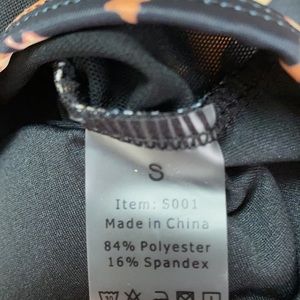 S
Item: S001
Made in China
84% Polyester
16% Spandex